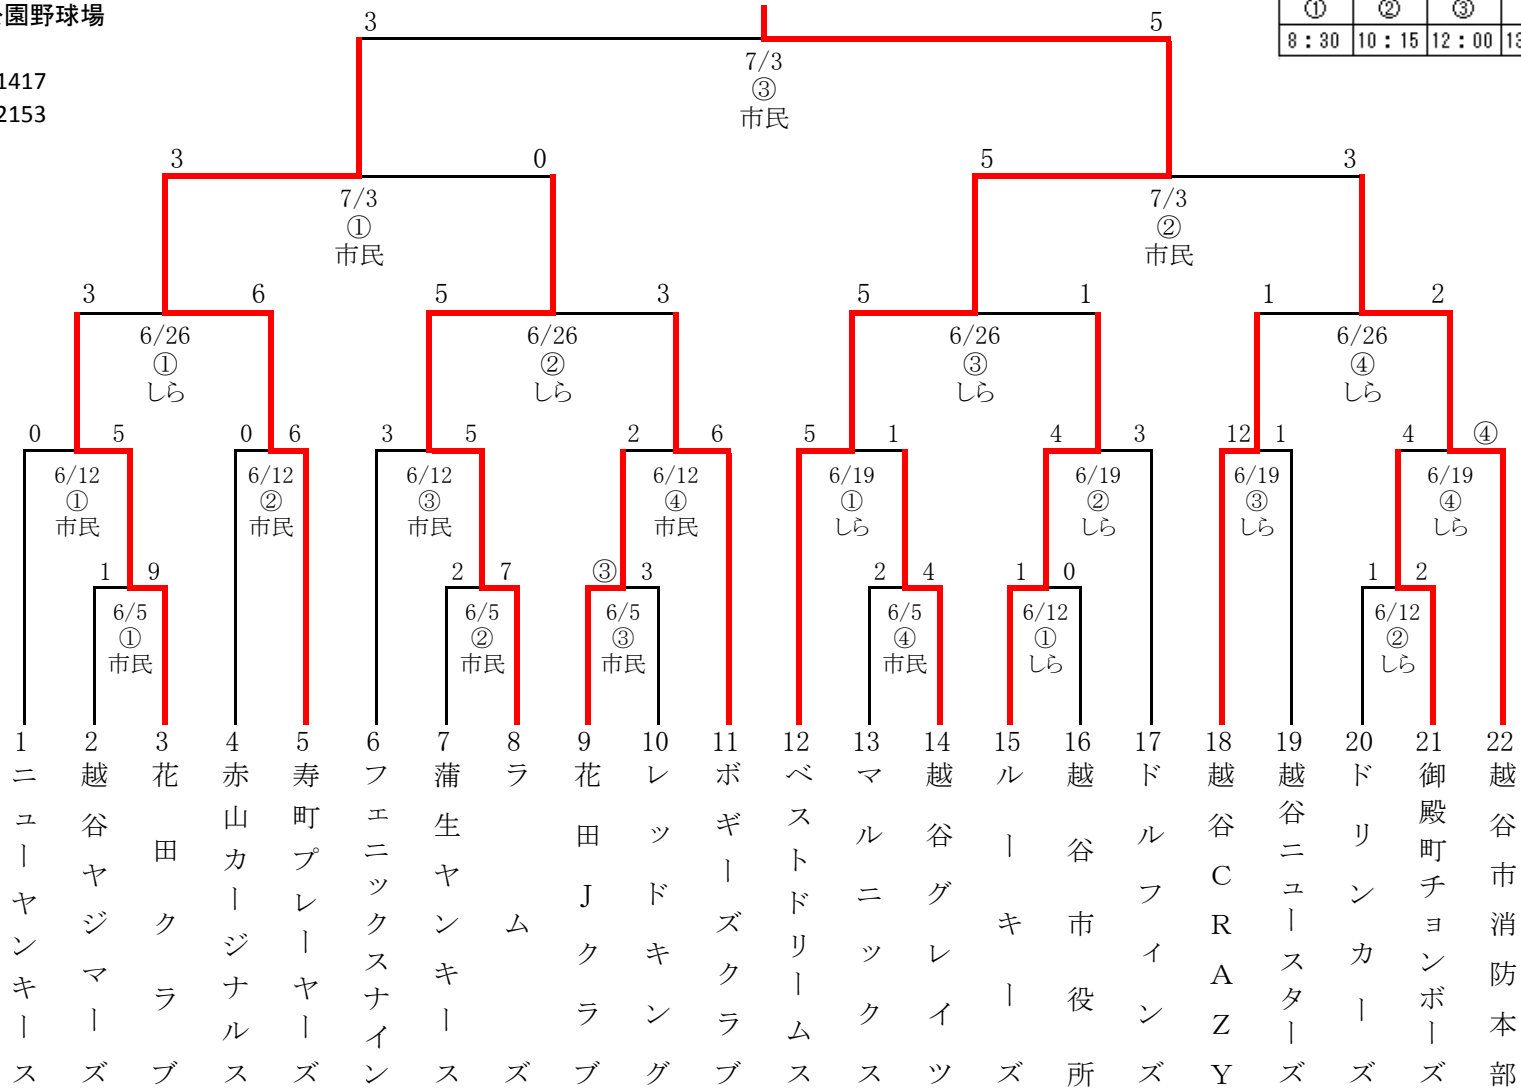 公園野球場
1417
2153
① ② ③
8：30 10：15 12：00 13
3 5
7/3
③
市民
3 0 5 3
7/3 7/3
① ②
市民 市民
3 6 5 3 5 1 1 2
6/26 6/26 6/26 6/26
① ② ③ ④
しら しら しら しら
0 5 0 6 3 5 2 6 5 1 4 3 12 1 4 ④
6/12 6/12 6/12 6/12 6/19 6/19 6/19 6/19
① ② ③ ④ ① ② ③ ④
市民 市民 市民 市民 しら しら しら しら
1 9 2 7 ③ 3 2 4 1 0 1 2
6/5 6/5 6/5 6/5 6/12 6/12
① ② ③ ④ ① ②
市民 市民 市民 市民 しら しら
1 ニューヤンキース
2 越谷ヤジマーズ
3 花田クラブ
4 赤山カージナルス
5 寿町プレーヤーズ
6 フェニックスナイン
7 蒲生ヤンキース
8 ラムズ
9 花田Jクラブ
10 レッドキング
11 ボギーズクラブ
12 ベストドリームス
13 マルニックス
14 越谷グレイツ
15 ルーキーズ
16 越谷市役所
17 ドルフィンズ
18 越谷CRAZY
19 越谷ニュースターズ
20 ドリンカーズ
21 御殿町チョンボーズ
22 越谷市消防本部